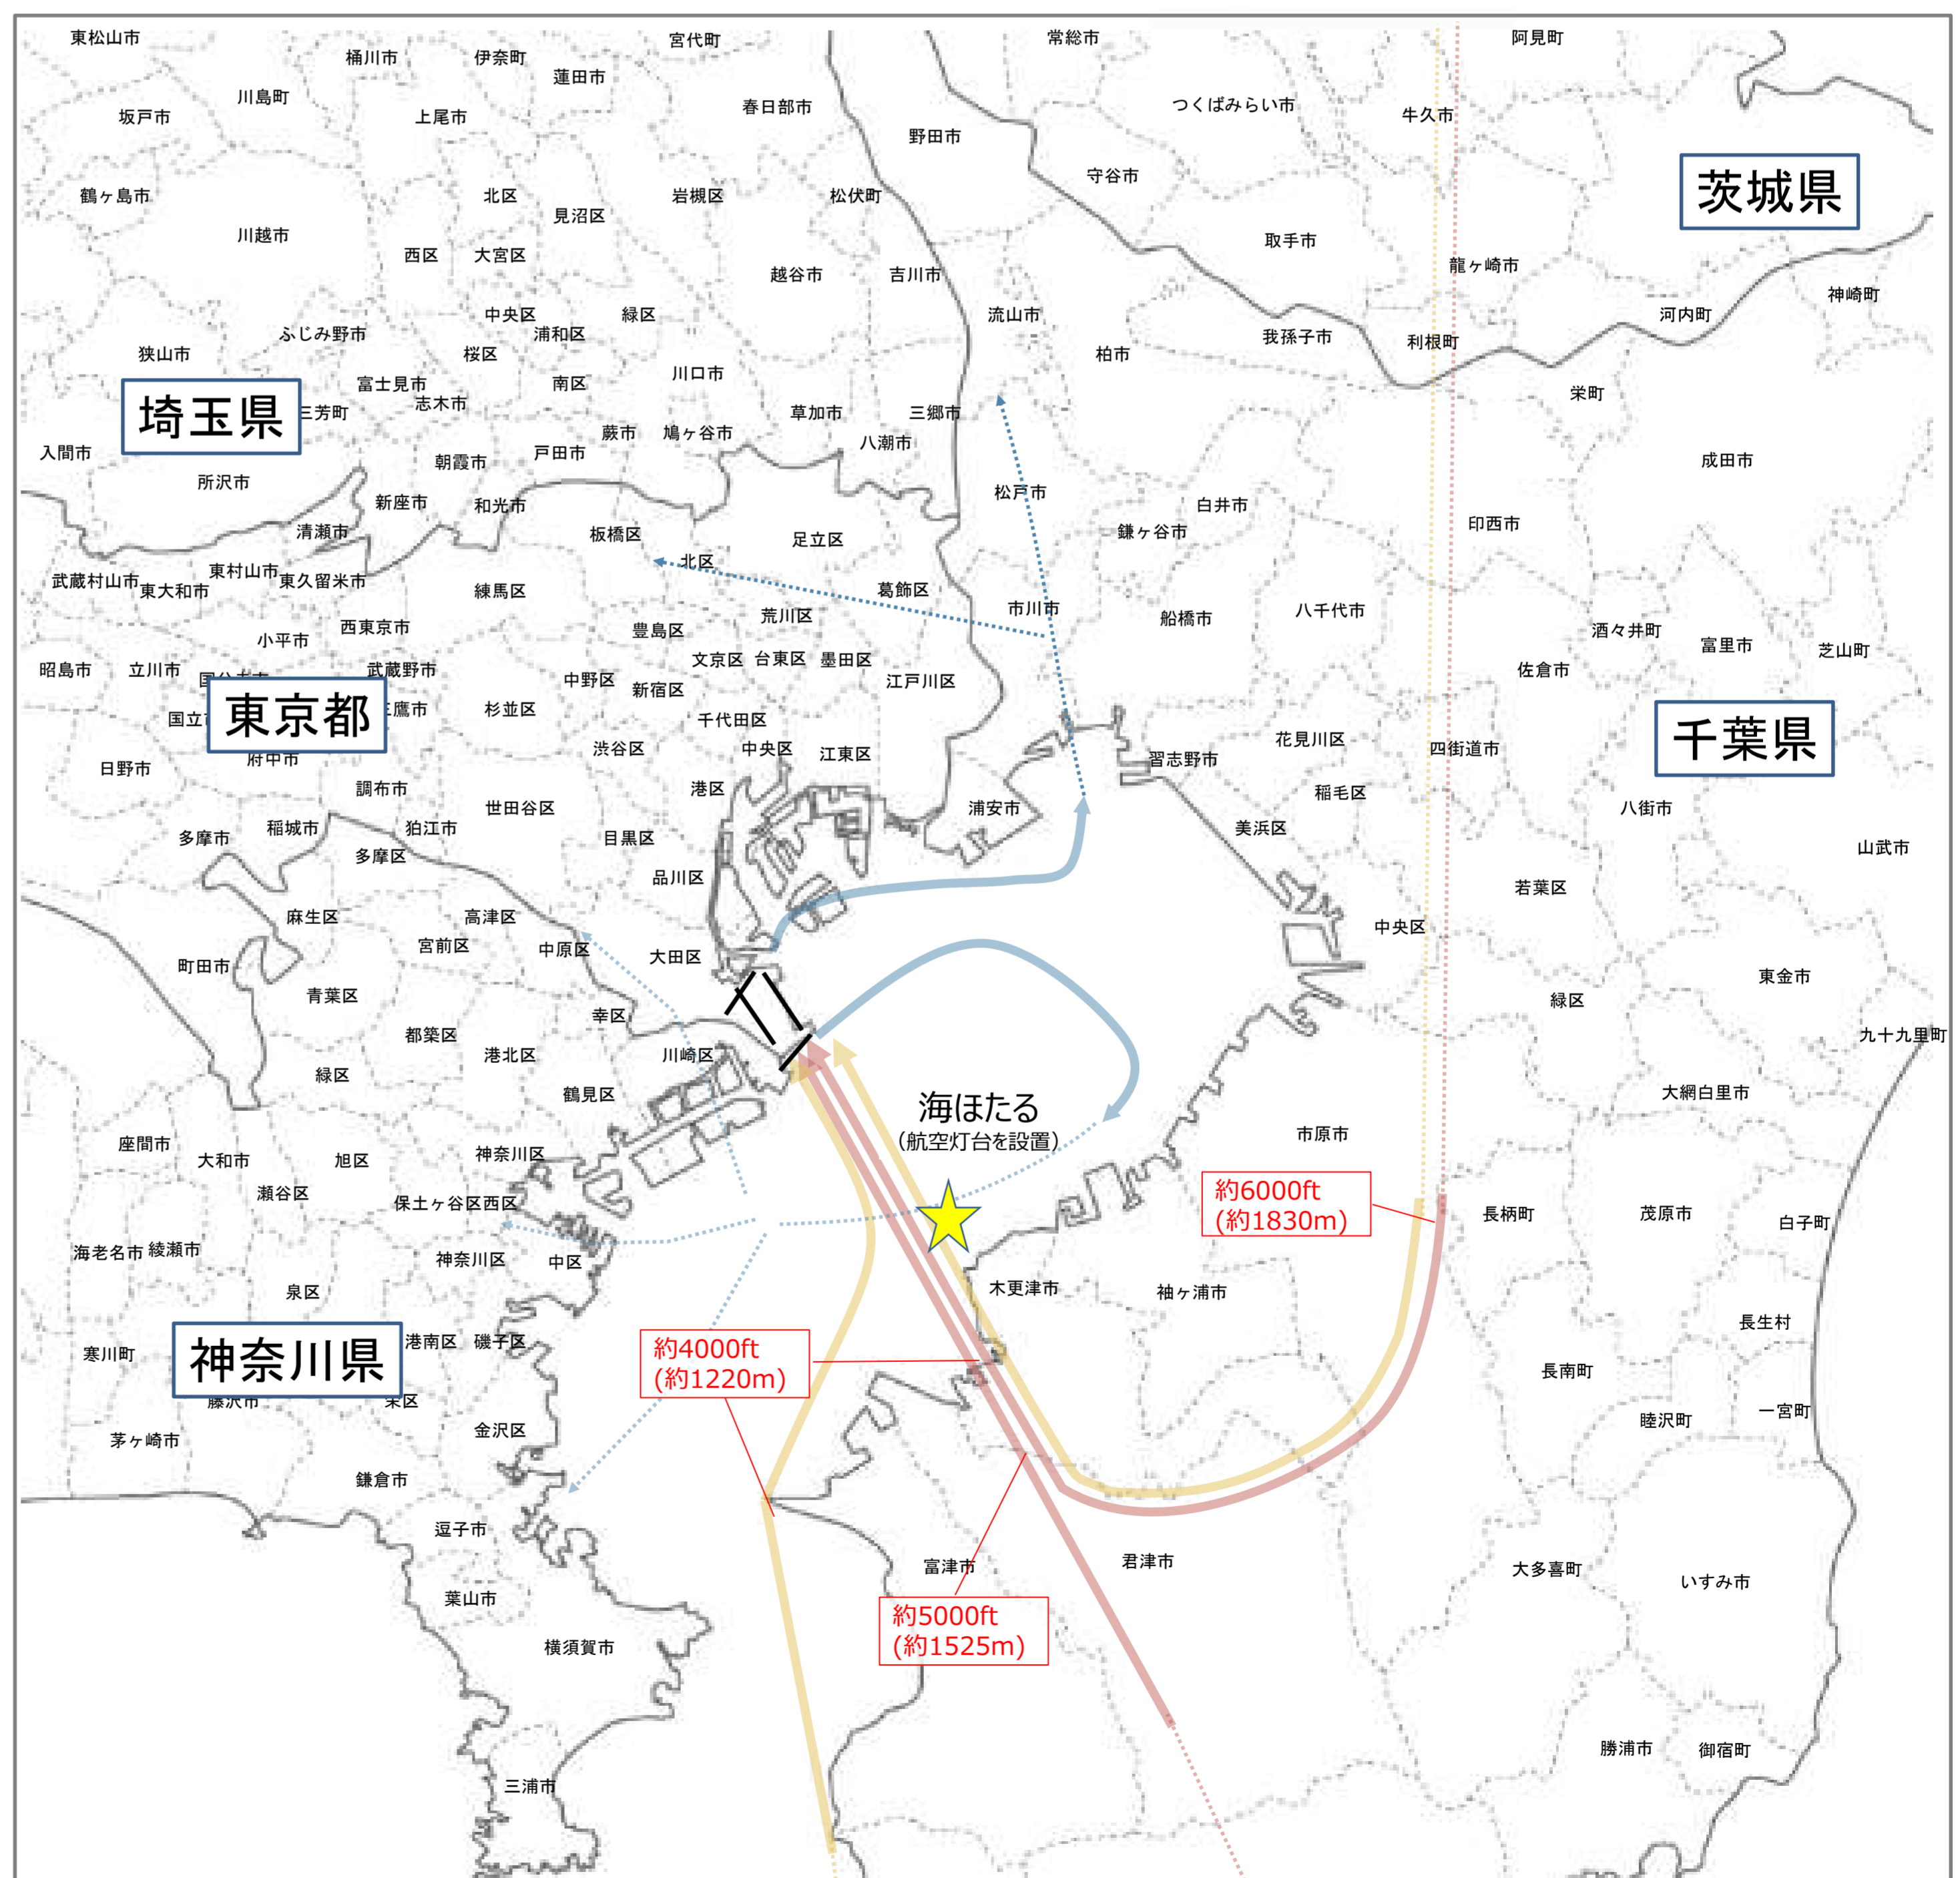 東松山市
桶川市
伊奈町
宮代町
常総市
阿見町
蓮田市
川島町
坂戸市
上尾市
春日部市
つくばみらい市
牛久市
野田市
守谷市
茨城県
鶴ヶ島市
北区
見沼区
岩槻区
松伏町
川越市
西区
大宮区
越谷市
吉川市
取手市
龍ヶ崎市
神崎町
中央区
緑区
流山市
河内町
ふじみ野市
浦和区
我孫子市
利根町
狭山市
桜区
柏市
富士見市
南区
川口市
栄町
埼玉県
三芳町
志木市
草加市
三郷市
蕨市
鳩ヶ谷市
八潮市
入間市
朝霞市
戸田市
成田市
所沢市
新座市
和光市
松戸市
白井市
清瀬市
板橋区
足立区
鎌ヶ谷市
印西市
北区
武蔵村山市
東大和市
東村山市
東久留米市
練馬区
葛飾区
荒川区
市川市
船橋市
八千代市
小平市
西東京市
豊島区
酒々井町
富里市
芝山町
昭島市
立川市
武蔵野市
中野区
新宿区
文京区
台東区
墨田区
江戸川区
佐倉市
東京都
国立
鷹市
杉並区
千代田区
千葉県
日野市
府中市
渋谷区
中央区
江東区
習志野市
花見川区
四街道市
調布市
世田谷区
港区
浦安市
稲毛区
八街市
多摩市
稲城市
狛江市
目黒区
美浜区
多摩区
山武市
品川区
若葉区
麻生区
高津区
中央区
宮前区
中原区
大田区
町田市
東金市
青葉区
幸区
緑区
都築区
港北区
川崎区
九十九里町
緑区
鶴見区
海ほたる
(航空灯台を設置)
大網白里市
座間市
大和市
旭区
神奈川区
市原市
瀬谷区
保土ヶ谷区
西区
約6000ft
(約1830m)
長柄町
茂原市
白子町
海老名市
綾瀬市
神奈川区
中区
泉区
木更津市
袖ヶ浦市
長生村
神奈川県
寒川町
港南区
磯子区
約4000ft
(約1220m)
長南町
藤沢市
栄区
睦沢町
一宮町
茅ヶ崎市
金沢区
鎌倉市
逗子市
富津市
君津市
大多喜町
いすみ市
葉山市
約5000ft
(約1525m)
横須賀市
勝浦市
御宿町
三浦市